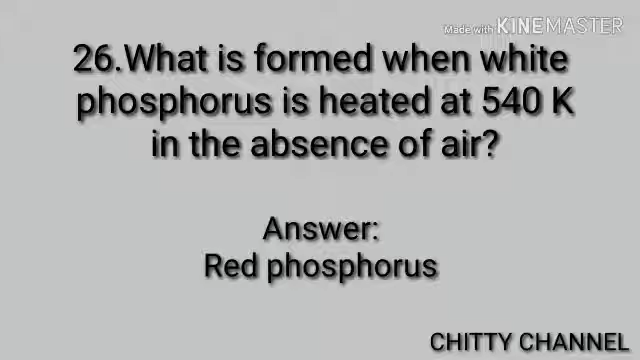 Made with KINEMASTER
26.What is formed when white
phosphorus is heated at 540 K
in the absence of air?
Answer:
Red phosphorus
CHITTY CHANNEL